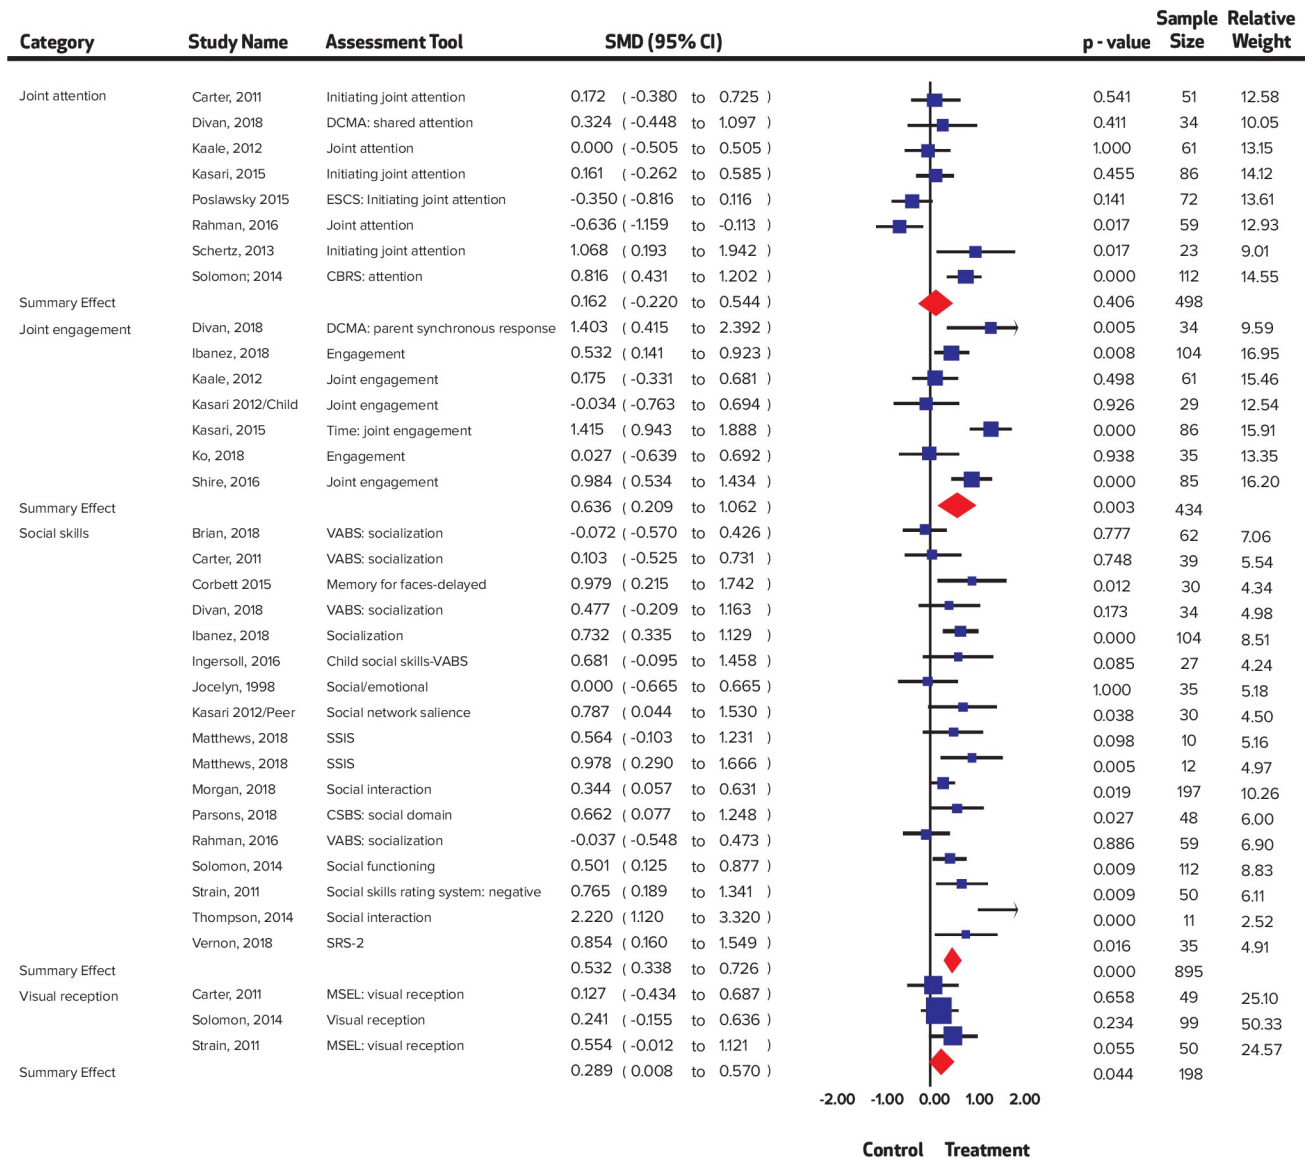 Category Study Name Assessment Tool SMD (95% CI) p - value Sample Size Relative Weight
Joint attention Carter, 2011 Initiating joint attention 0.172 ( -0.380 to 0.725 ) 0.541 51 12.58
Divan, 2018 DCMA: shared attention 0.324 ( -0.448 to 1.097 ) 0.411 34 10.05
Kaale, 2012 Joint attention 0.000 ( -0.505 to 0.505 ) 1.000 61 13.15
Kasari, 2015 Initiating joint attention 0.161 ( -0.262 to 0.585 ) 0.455 86 14.12
Poslawsky 2015 ESCS: Initiating joint attention -0.350 ( -0.816 to 0.116 ) 0.141 72 13.61
Rahman, 2016 Joint attention -0.636 ( -1.159 to -0.113 ) 0.017 59 12.93
Schertz, 2013 Initiating joint attention 1.068 ( 0.193 to 1.942 ) 0.017 23 9.01
Solomon; 2014 CBRS: attention 0.816 ( 0.431 to 1.202 ) 0.000 112 14.55
Summary Effect 0.162 ( -0.220 to 0.544 ) 0.406 498
Joint engagement Divan, 2018 DCMA: parent synchronous response 1.403 ( 0.415 to 2.392 ) 0.005 34 9.59
Ibanez, 2018 Engagement 0.532 ( 0.141 to 0.923 ) 0.008 104 16.95
Kaale, 2012 Joint engagement 0.175 ( -0.331 to 0.681 ) 0.498 61 15.46
Kasari 2012/Child Joint engagement -0.034 ( -0.763 to 0.694 ) 0.926 29 12.54
Kasari, 2015 Time: joint engagement 1.415 ( 0.943 to 1.888 ) 0.000 86 15.91
Ko, 2018 Engagement 0.027 ( -0.639 to 0.692 ) 0.938 35 13.35
Shire, 2016 Joint engagement 0.984 ( 0.534 to 1.434 ) 0.000 85 16.20
Summary Effect 0.636 ( 0.209 to 1.062 ) 0.003 434
Social skills Brian, 2018 VABS: socialization -0.072 ( -0.570 to 0.426 ) 0.777 62 7.06
Carter, 2011 VABS: socialization 0.103 ( -0.525 to 0.731 ) 0.748 39 5.54
Corbett 2015 Memory for faces-delayed 0.979 ( 0.215 to 1.742 ) 0.012 30 4.34
Divan, 2018 VABS: socialization 0.477 ( -0.209 to 1.163 ) 0.173 34 4.98
Ibanez, 2018 Socialization 0.732 ( 0.335 to 1.129 ) 0.000 104 8.51
Ingersoll, 2016 Child social skills-VABS 0.681 ( -0.095 to 1.458 ) 0.085 27 4.24
Jocelyn, 1998 Social/emotional 0.000 ( -0.665 to 0.665 ) 1.000 35 5.18
Kasari 2012/Peer Social network salience 0.787 ( 0.044 to 1.530 ) 0.038 30 4.50
Matthews, 2018 SSIS 0.564 ( -0.103 to 1.231 ) 0.098 10 5.16
Matthews, 2018 SSIS 0.978 ( 0.290 to 1.666 ) 0.005 12 4.97
Morgan, 2018 Social interaction 0.344 ( 0.057 to 0.631 ) 0.019 197 10.26
Parsons, 2018 CSBS: social domain 0.662 ( 0.077 to 1.248 ) 0.027 48 6.00
Rahman, 2016 VABS: socialization -0.037 ( -0.548 to 0.473 ) 0.886 59 6.90
Solomon, 2014 Social functioning 0.501 ( 0.125 to 0.877 ) 0.009 112 8.83
Strain, 2011 Social skills rating system: negative 0.765 ( 0.189 to 1.341 ) 0.009 50 6.11
Thompson, 2014 Social interaction 2.220 ( 1.120 to 3.320 ) 0.000 11 2.52
Vernon, 2018 SRS-2 0.854 ( 0.160 to 1.549 ) 0.016 35 4.91
Summary Effect 0.532 ( 0.338 to 0.726 ) 0.000 895
Visual reception Carter, 2011 MSEL: visual reception 0.127 ( -0.434 to 0.687 ) 0.658 49 25.10
Solomon, 2014 Visual reception 0.241 ( -0.155 to 0.636 ) 0.234 99 50.33
Strain, 2011 MSEL: visual reception 0.554 ( -0.012 to 1.121 ) 0.055 50 24.57
Summary Effect 0.289 ( 0.008 to 0.570 ) 0.044 198
-2.00 -1.00 0.00 1.00 2.00
Control Treatment